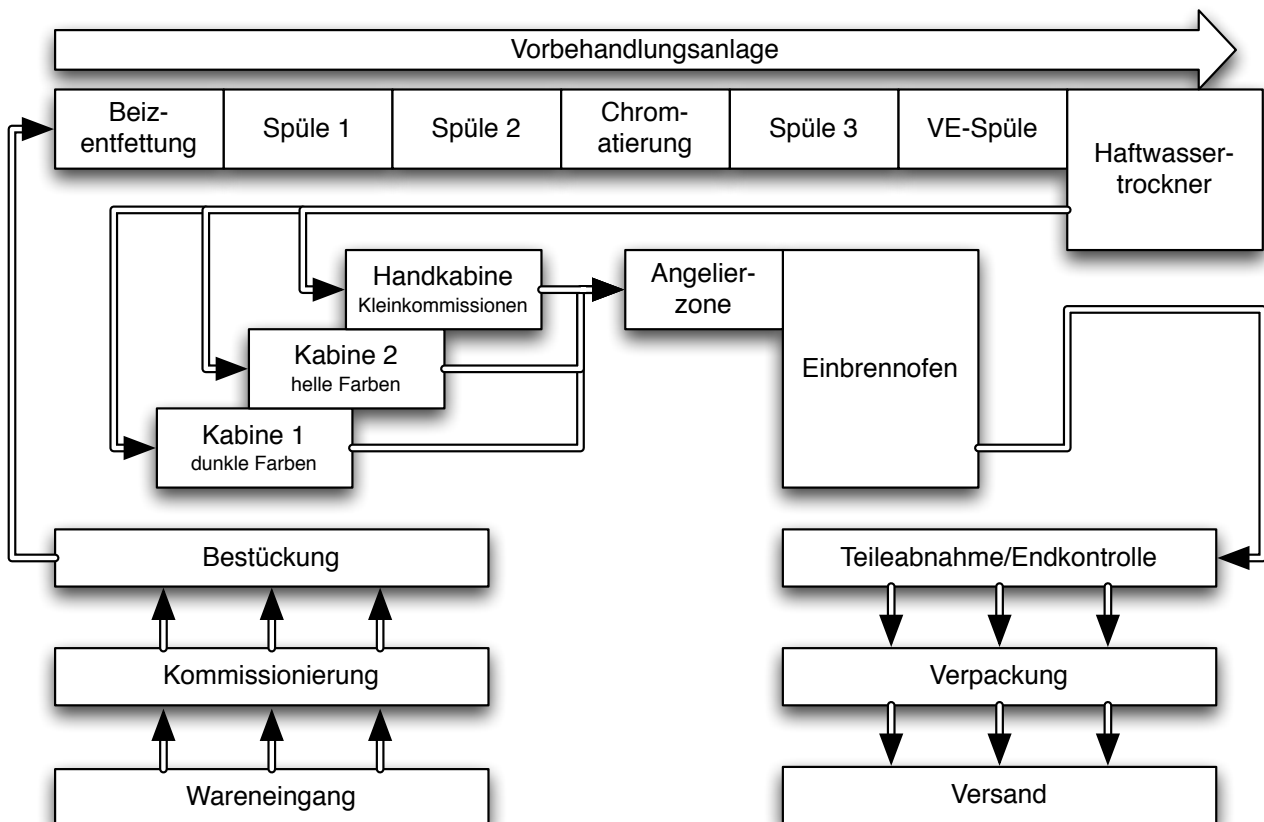 Vorbehandlungsanlage
Beiz-
entfettung
Spüle 1
Spüle 2
Chrom-
atierung
Spüle 3
VE-Spüle
Haftwasser-
trockner
Handkabine
Kleinkommissionen
Angelier-
zone
Kabine 2
helle Farben
Einbrennofen
Kabine 1
dunkle Farben
Bestückung
Teileabnahme/Endkontrolle
Kommissionierung
Verpackung
Wareneingang
Versand